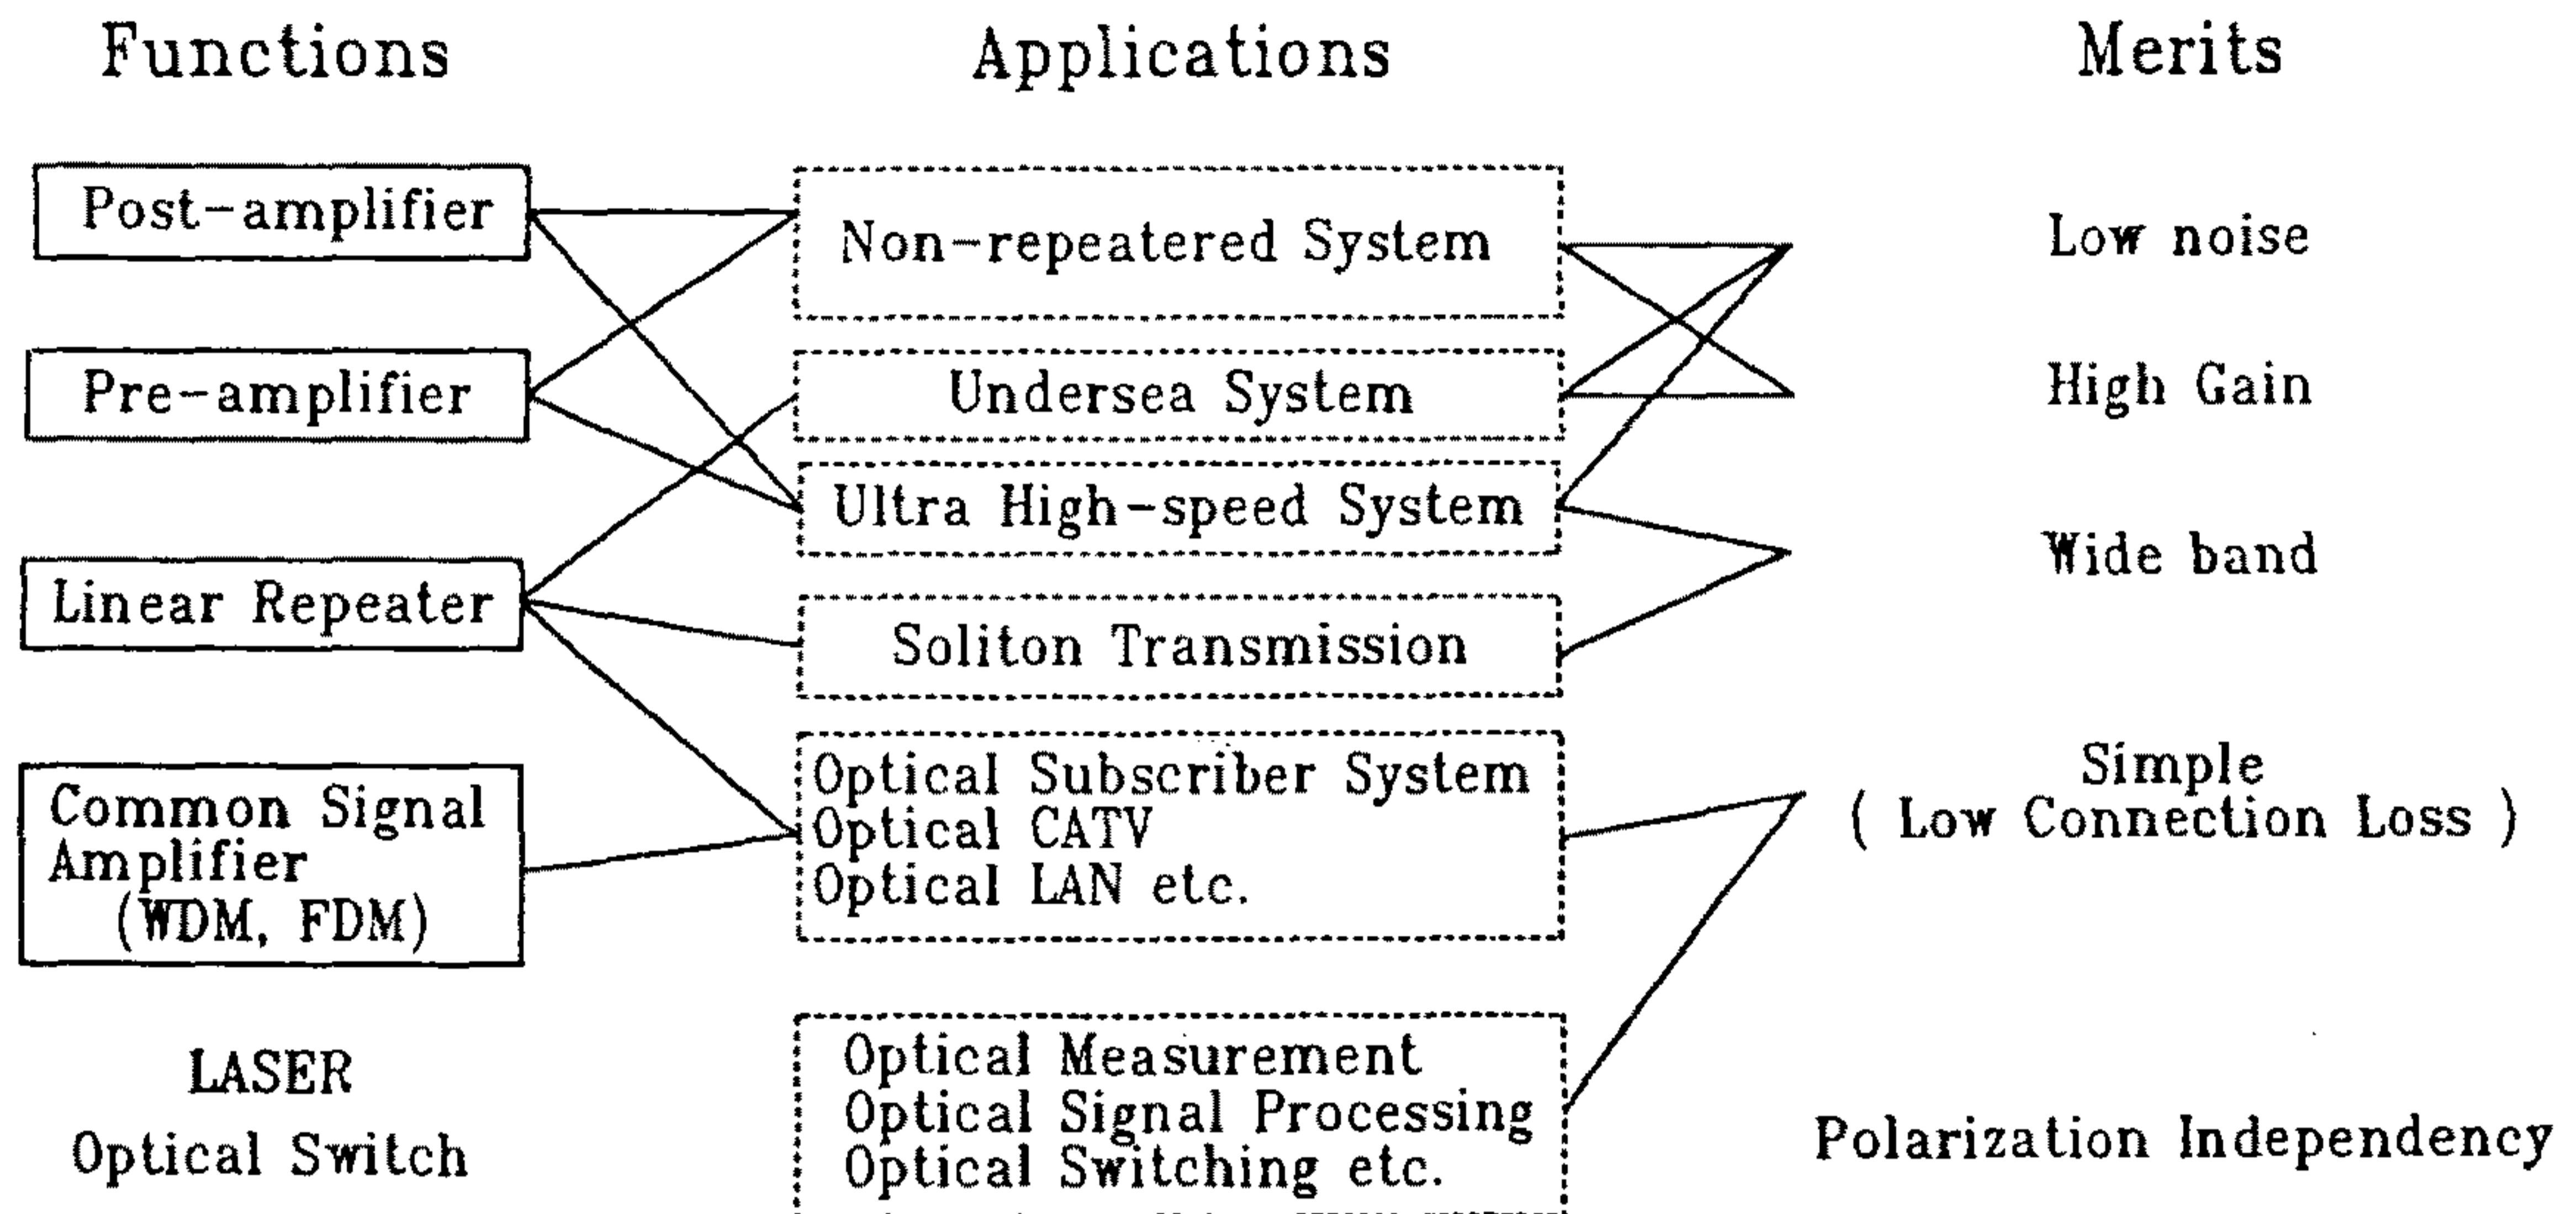 Functions
Applications
Merits
Post-amplifier
Pre-amplifier
Linear Repeater
Common Signal
Amplifier
(WDM, FDM)
LASER
Optical Switch
Non-repeatered System
Undersea System
Ultra High-speed System
Soliton Transmission
Optical Subscriber System
Optical CATV
Optical LAN etc.
Optical Measurement
Optical Signal Processing
Optical Switching etc.
Low noise
High Gain
Wide band
Simple
( Low Connection Loss )
Polarization Independency